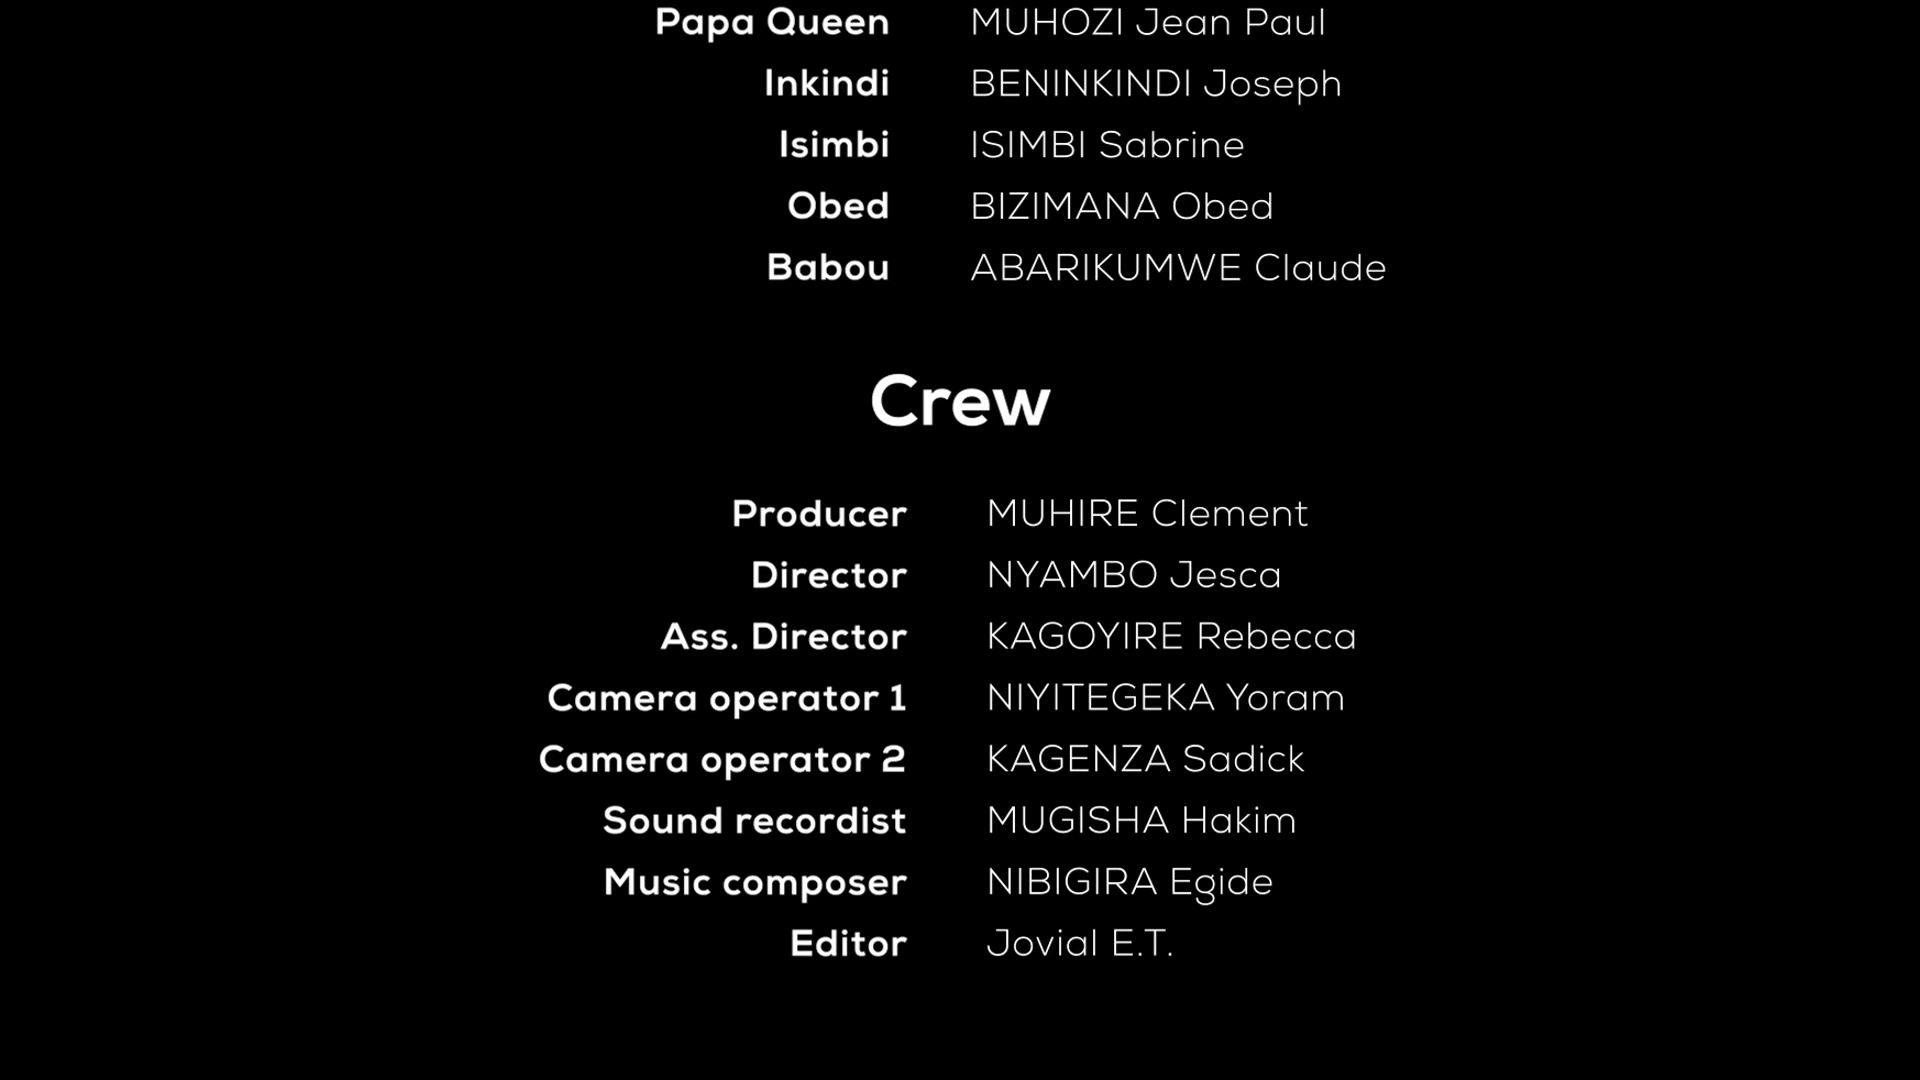 Papa Queen MUHOZI Jean Paul
Inkindi BENINKINDI Joseph
Isimbi ISIMBI Sabrine
Obed BIZIMANA Obed
Babou ABARIKUMWE Claude
Crew
Producer MUHIRE Clement
Director NYAMBO Jesca
Ass. Director KAGOYIRE Rebecca
Camera operator 1 NIYITEGEKA Yoram
Camera operator 2 KAGENZA Sadick
Sound recordist MUGISHA Hakim
Music composer NIBIGIRA Egide
Editor Jovial E.T.